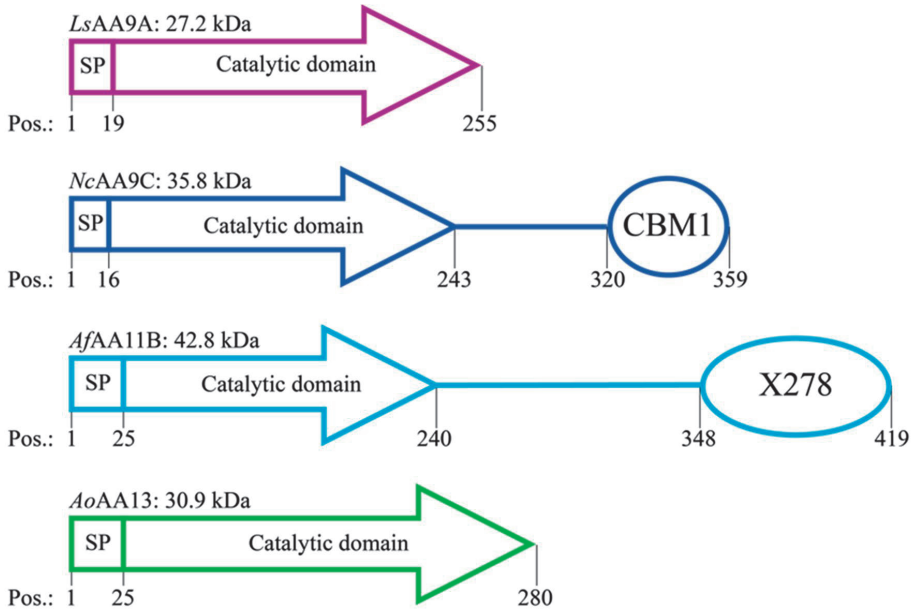 LsAA9A: 27.2 kDa
SP Catalytic domain
Pos.: 1 19 255
NcAA9C: 35.8 kDa
SP Catalytic domain CBM1
Pos.: 1 16 243 320 359
AfAA11B: 42.8 kDa
SP Catalytic domain X278
Pos.: 1 25 240 348 419
AoAA13: 30.9 kDa
SP Catalytic domain
Pos.: 1 25 280